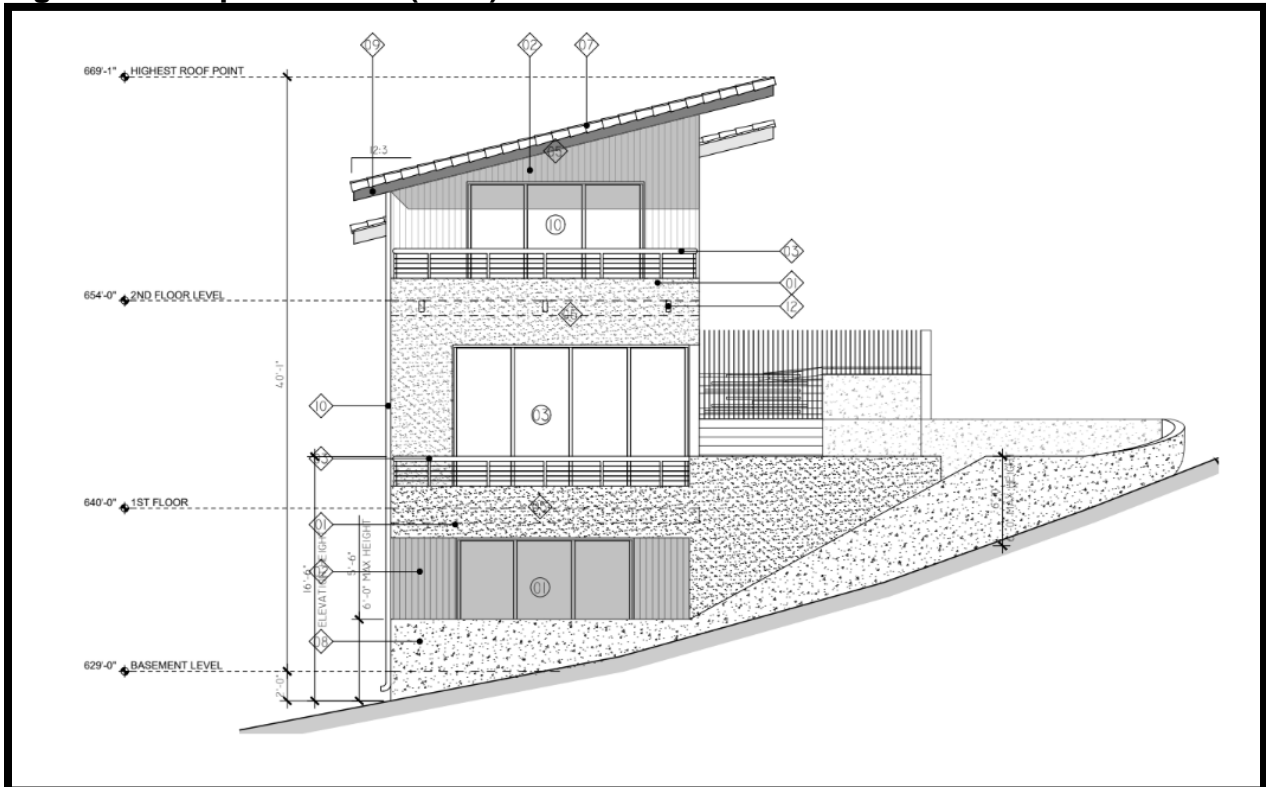 09
02
07
669'-1" HIGHEST ROOF POINT
12:3
10
03
01
654'-0" 2ND FLOOR LEVEL
12
40'-1"
10
03
640'-0" 1ST FLOOR
01
16'-6"
ELEVATION HEIGHT
5'-6"
6'-0" MAX HEIGHT
01
08
629'-0" BASEMENT LEVEL
2'-0"